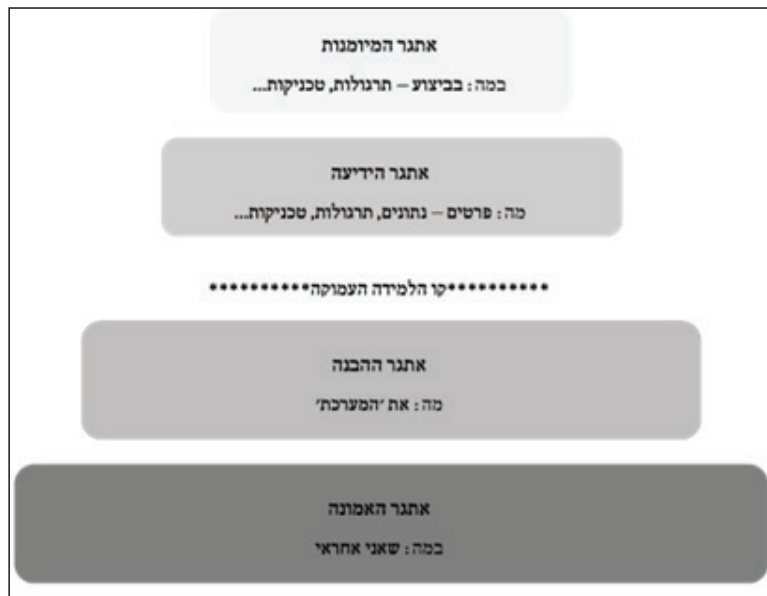 אתגר המיומנות
במה: בביצוע – תרגולות, טכניקות...
אתגר הידיעה
מה: פרטים – נתונים, תרגולות, טכניקות...
**********קו הלמידה העמוקה**********
אתגר ההבנה
מה: את 'המערכת'
אתגר האמונה
במה: שאני אחראי